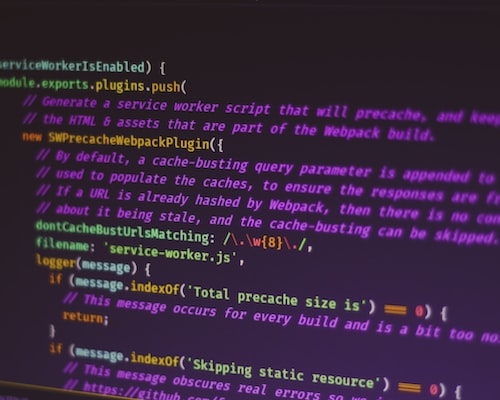 serviceWorkerIsEnabled) {
module.exports.plugins.push(
// Generate a service worker script that will precache, and keep
// the HTML & assets that are part of the Webpack build.
new SWPrecacheWebpackPlugin({
// By default, a cache-busting query parameter is appended to
// used to populate the caches, to ensure the responses are
// If a URL is already hashed by Webpack, then there is no
// about it being stale, and the cache-busting can be skipped.
dontCacheBustUrlsMatching: /\.\w{8}\./,
filename: 'service-worker.js',
logger(message) {
if (message.indexOf('Total precache size is') === 0) {
// This message occurs for every build and is a bit too
return;
}
if (message.indexOf('Skipping static resource') === 0) {
// This message obscures real errors so
// https://github.com/